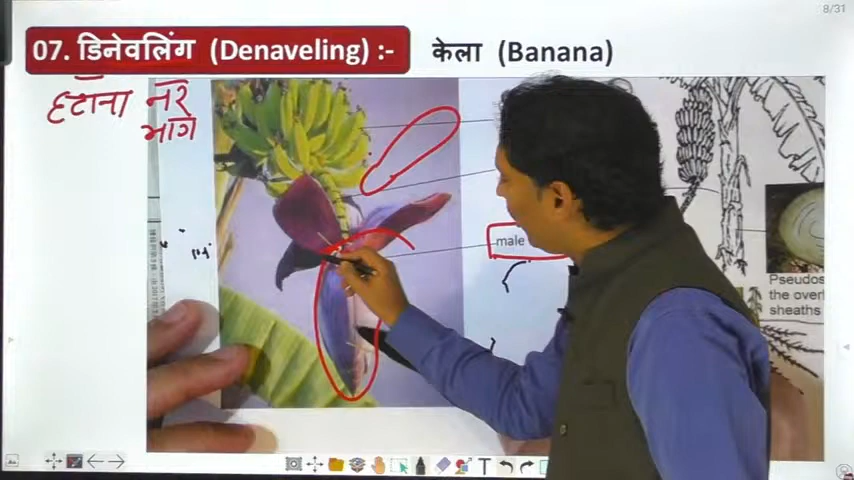 8/31
07. डिनेवलिंग (Denaveling) :- केला (Banana)
हटाना नर
भाग
male
Pseudos
the overl
sheaths
T